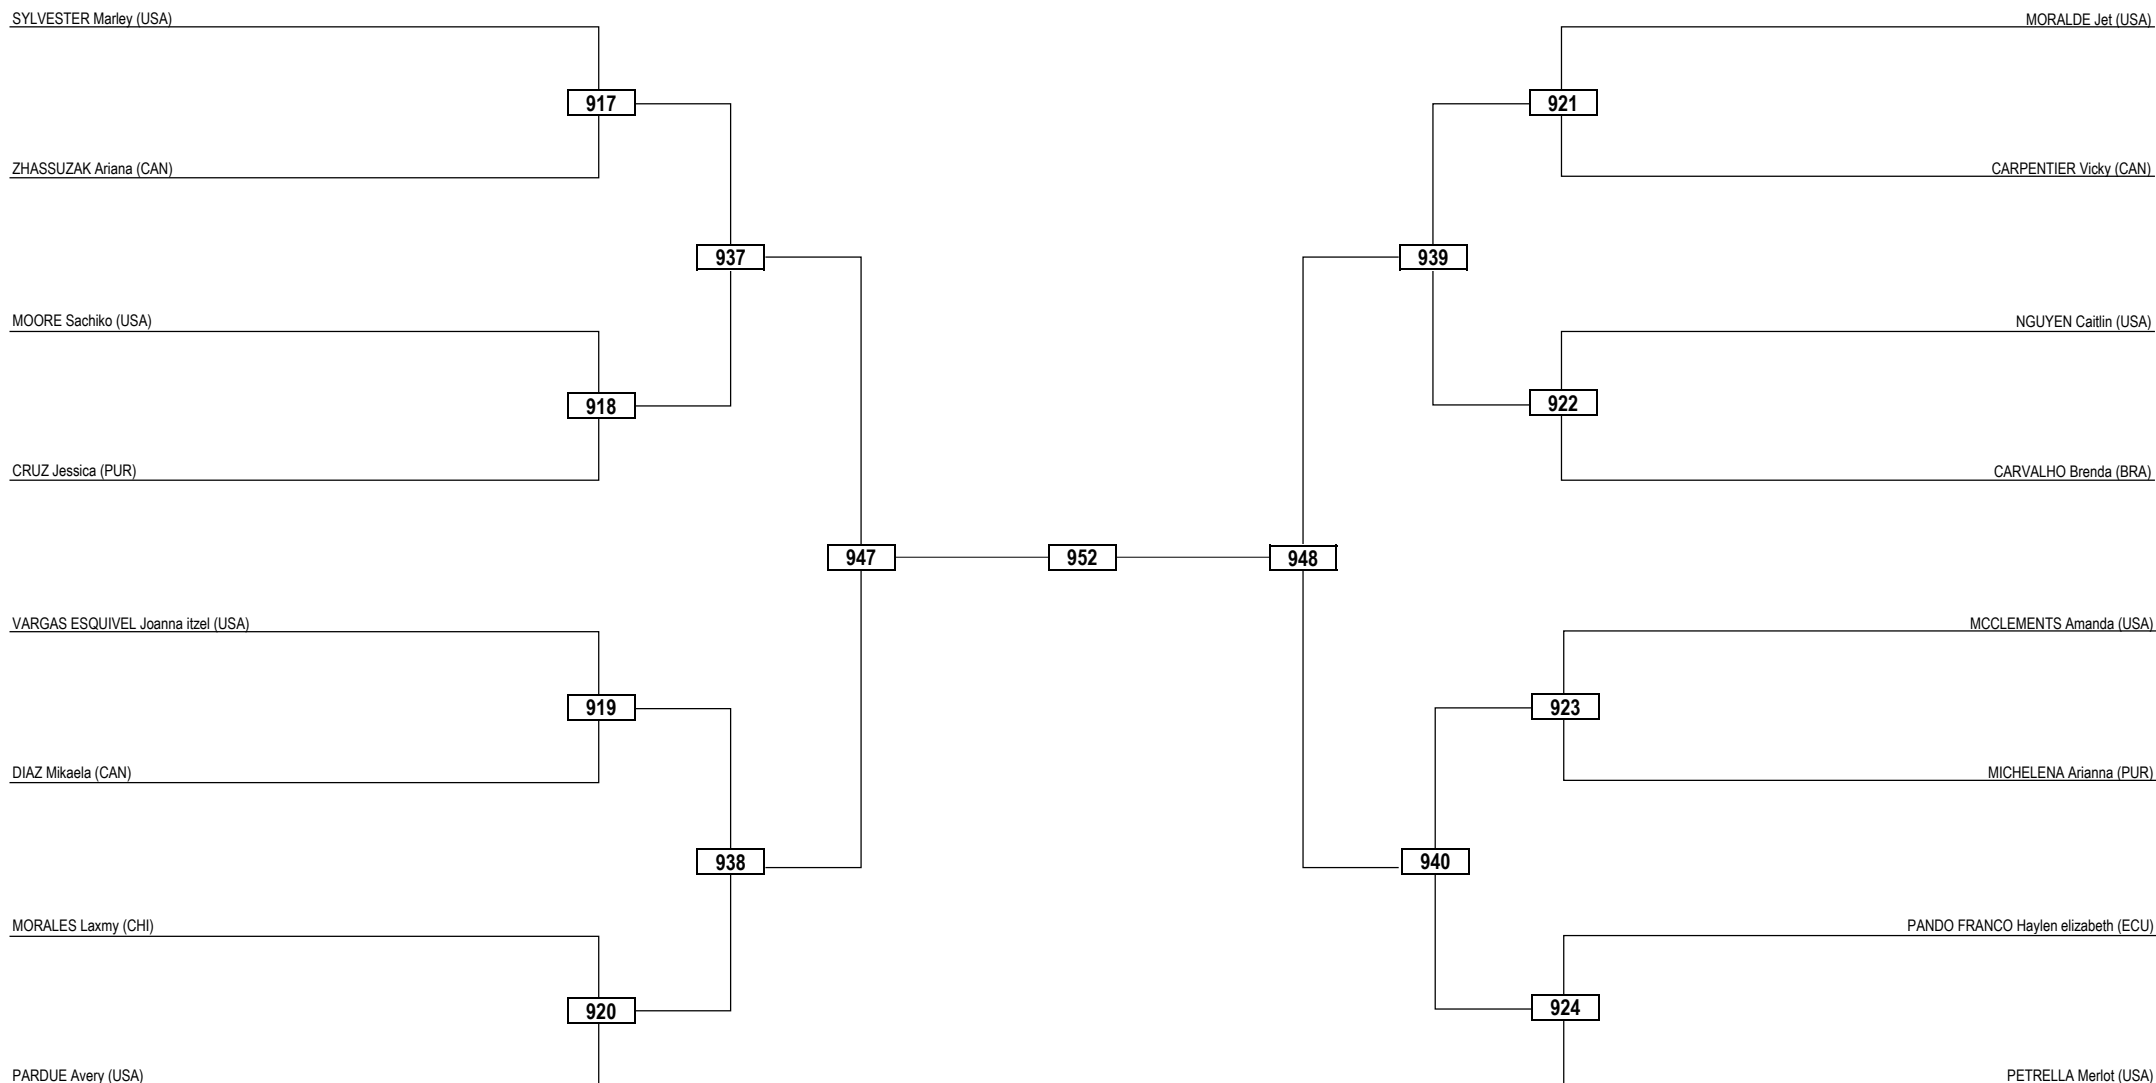 SYLVESTER Marley (USA)
MORALDE Jet (USA)
917
921
ZHASSUZAK Ariana (CAN)
CARPENTIER Vicky (CAN)
937
939
MOORE Sachiko (USA)
NGUYEN Caitlin (USA)
918
922
CRUZ Jessica (PUR)
CARVALHO Brenda (BRA)
947
952
948
VARGAS ESQUIVEL Joanna itzel (USA)
MCCLEMENTS Amanda (USA)
919
923
DIAZ Mikaela (CAN)
MICHELENA Arianna (PUR)
938
940
MORALES Laxmy (CHI)
PANDO FRANCO Haylen elizabeth (ECU)
920
924
PARDUE Avery (USA)
PETRELLA Merlot (USA)